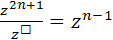 z^{2n+1} / z^□ = z^{n-1}